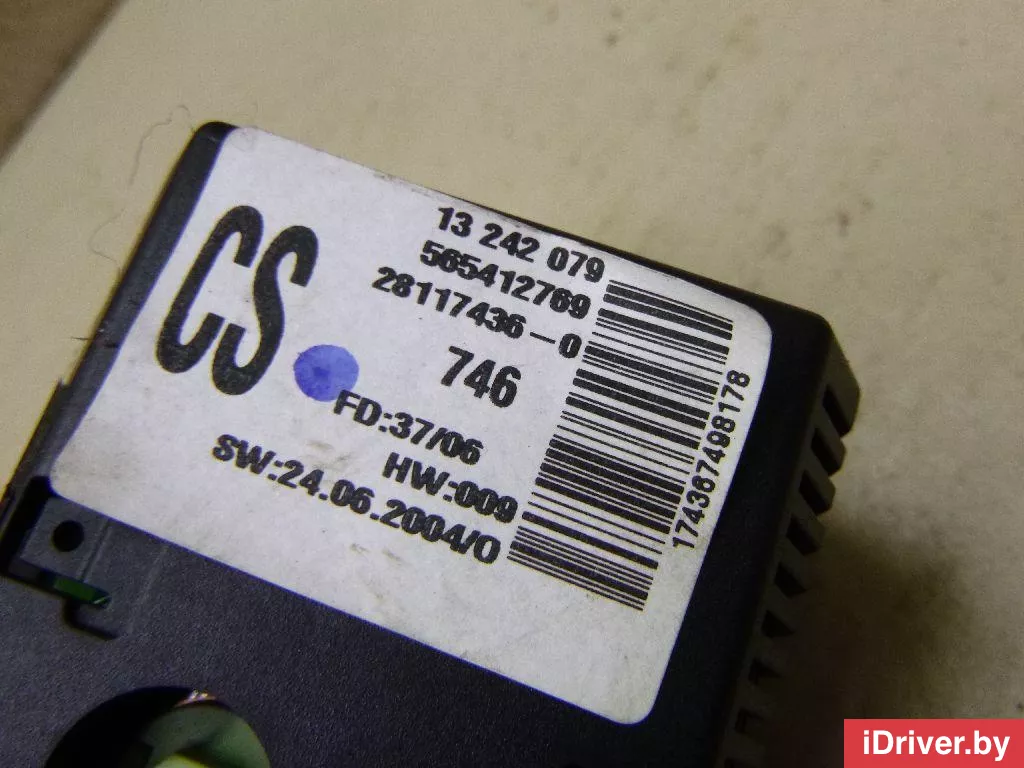 CS
13 242 079
565412769
28117436-0
746
FD:37/06
HW:009
SW:24.06.2004/0
174367498178
iDriver.by